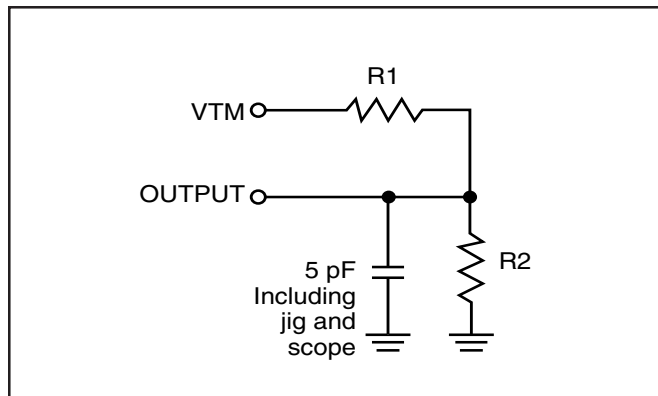 R1
VTM
OUTPUT
R2
5 pF
Including
jig and
scope